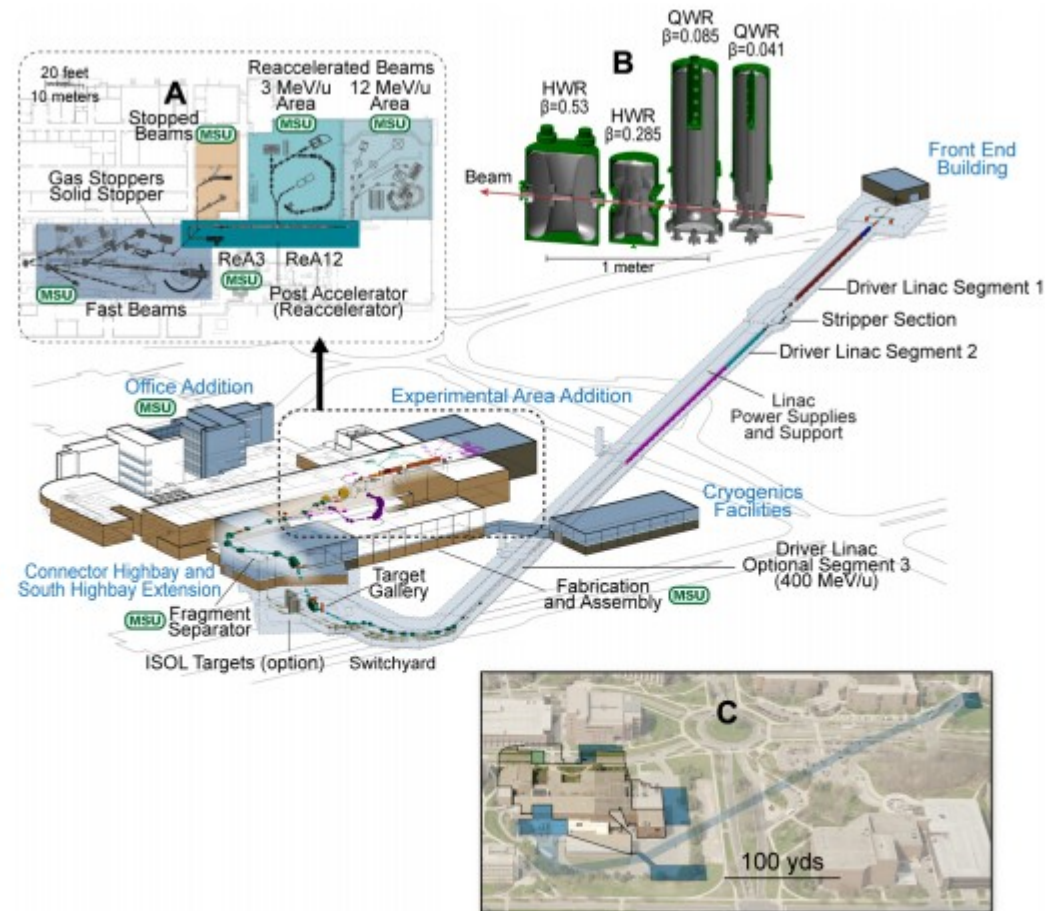 20 feet
10 meters
A
Stopped
Beams
MSU
Reaccelerated Beams
3 MeV/u
Area
MSU
12 MeV/u
Area
MSU
Gas Stoppers
Solid Stopper
ReA3
MSU
ReA12
Post Accelerator
(Reaccelerator)
MSU
Fast Beams
B
HWR
β=0.53
HWR
β=0.285
QWR
β=0.085
QWR
β=0.041
Beam
1 meter
Front End
Building
Driver Linac Segment 1
Stripper Section
Driver Linac Segment 2
Linac
Power Supplies
and Support
Office Addition
MSU
Experimental Area Addition
Cryogenics
Facilities
Driver Linac
Optional Segment 3
(400 MeV/u)
Connector Highbay and
South Highbay Extension
Target
Gallery
Fabrication
and Assembly
MSU
MSU
Fragment
Separator
ISOL Targets (option)
Switchyard
C
100 yds